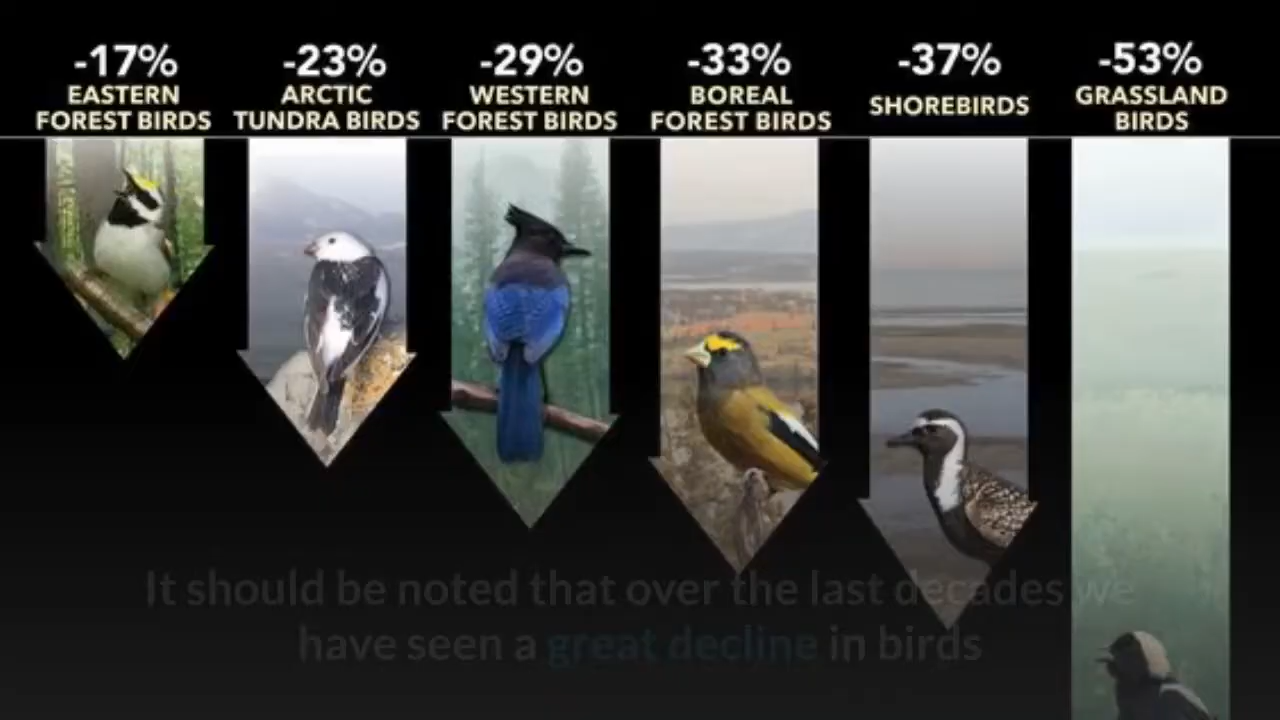 -17%
EASTERN
FOREST BIRDS
-23%
ARCTIC
TUNDRA BIRDS
-29%
WESTERN
FOREST BIRDS
-33%
BOREAL
FOREST BIRDS
-37%
SHOREBIRDS
-53%
GRASSLAND
BIRDS
It should be noted that over the last decades we
have seen a great decline in birds